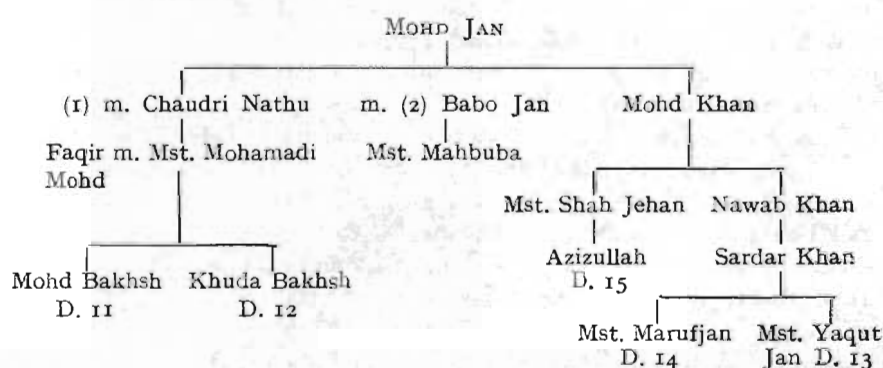 MOHD JAN
(1) m. Chaudri Nathu m. (2) Babo Jan Mohd Khan
Faqir m. Mst. Mohamadi Mst. Mahbuba
Mohd
Mst. Shah Jehan Nawab Khan
Azizullah Sardar Khan
D. 15
Mohd Bakhsh Khuda Bakhsh
D. 11 D. 12
Mst. Marufjan Mst. Yaqut
D. 14 Jan D. 13